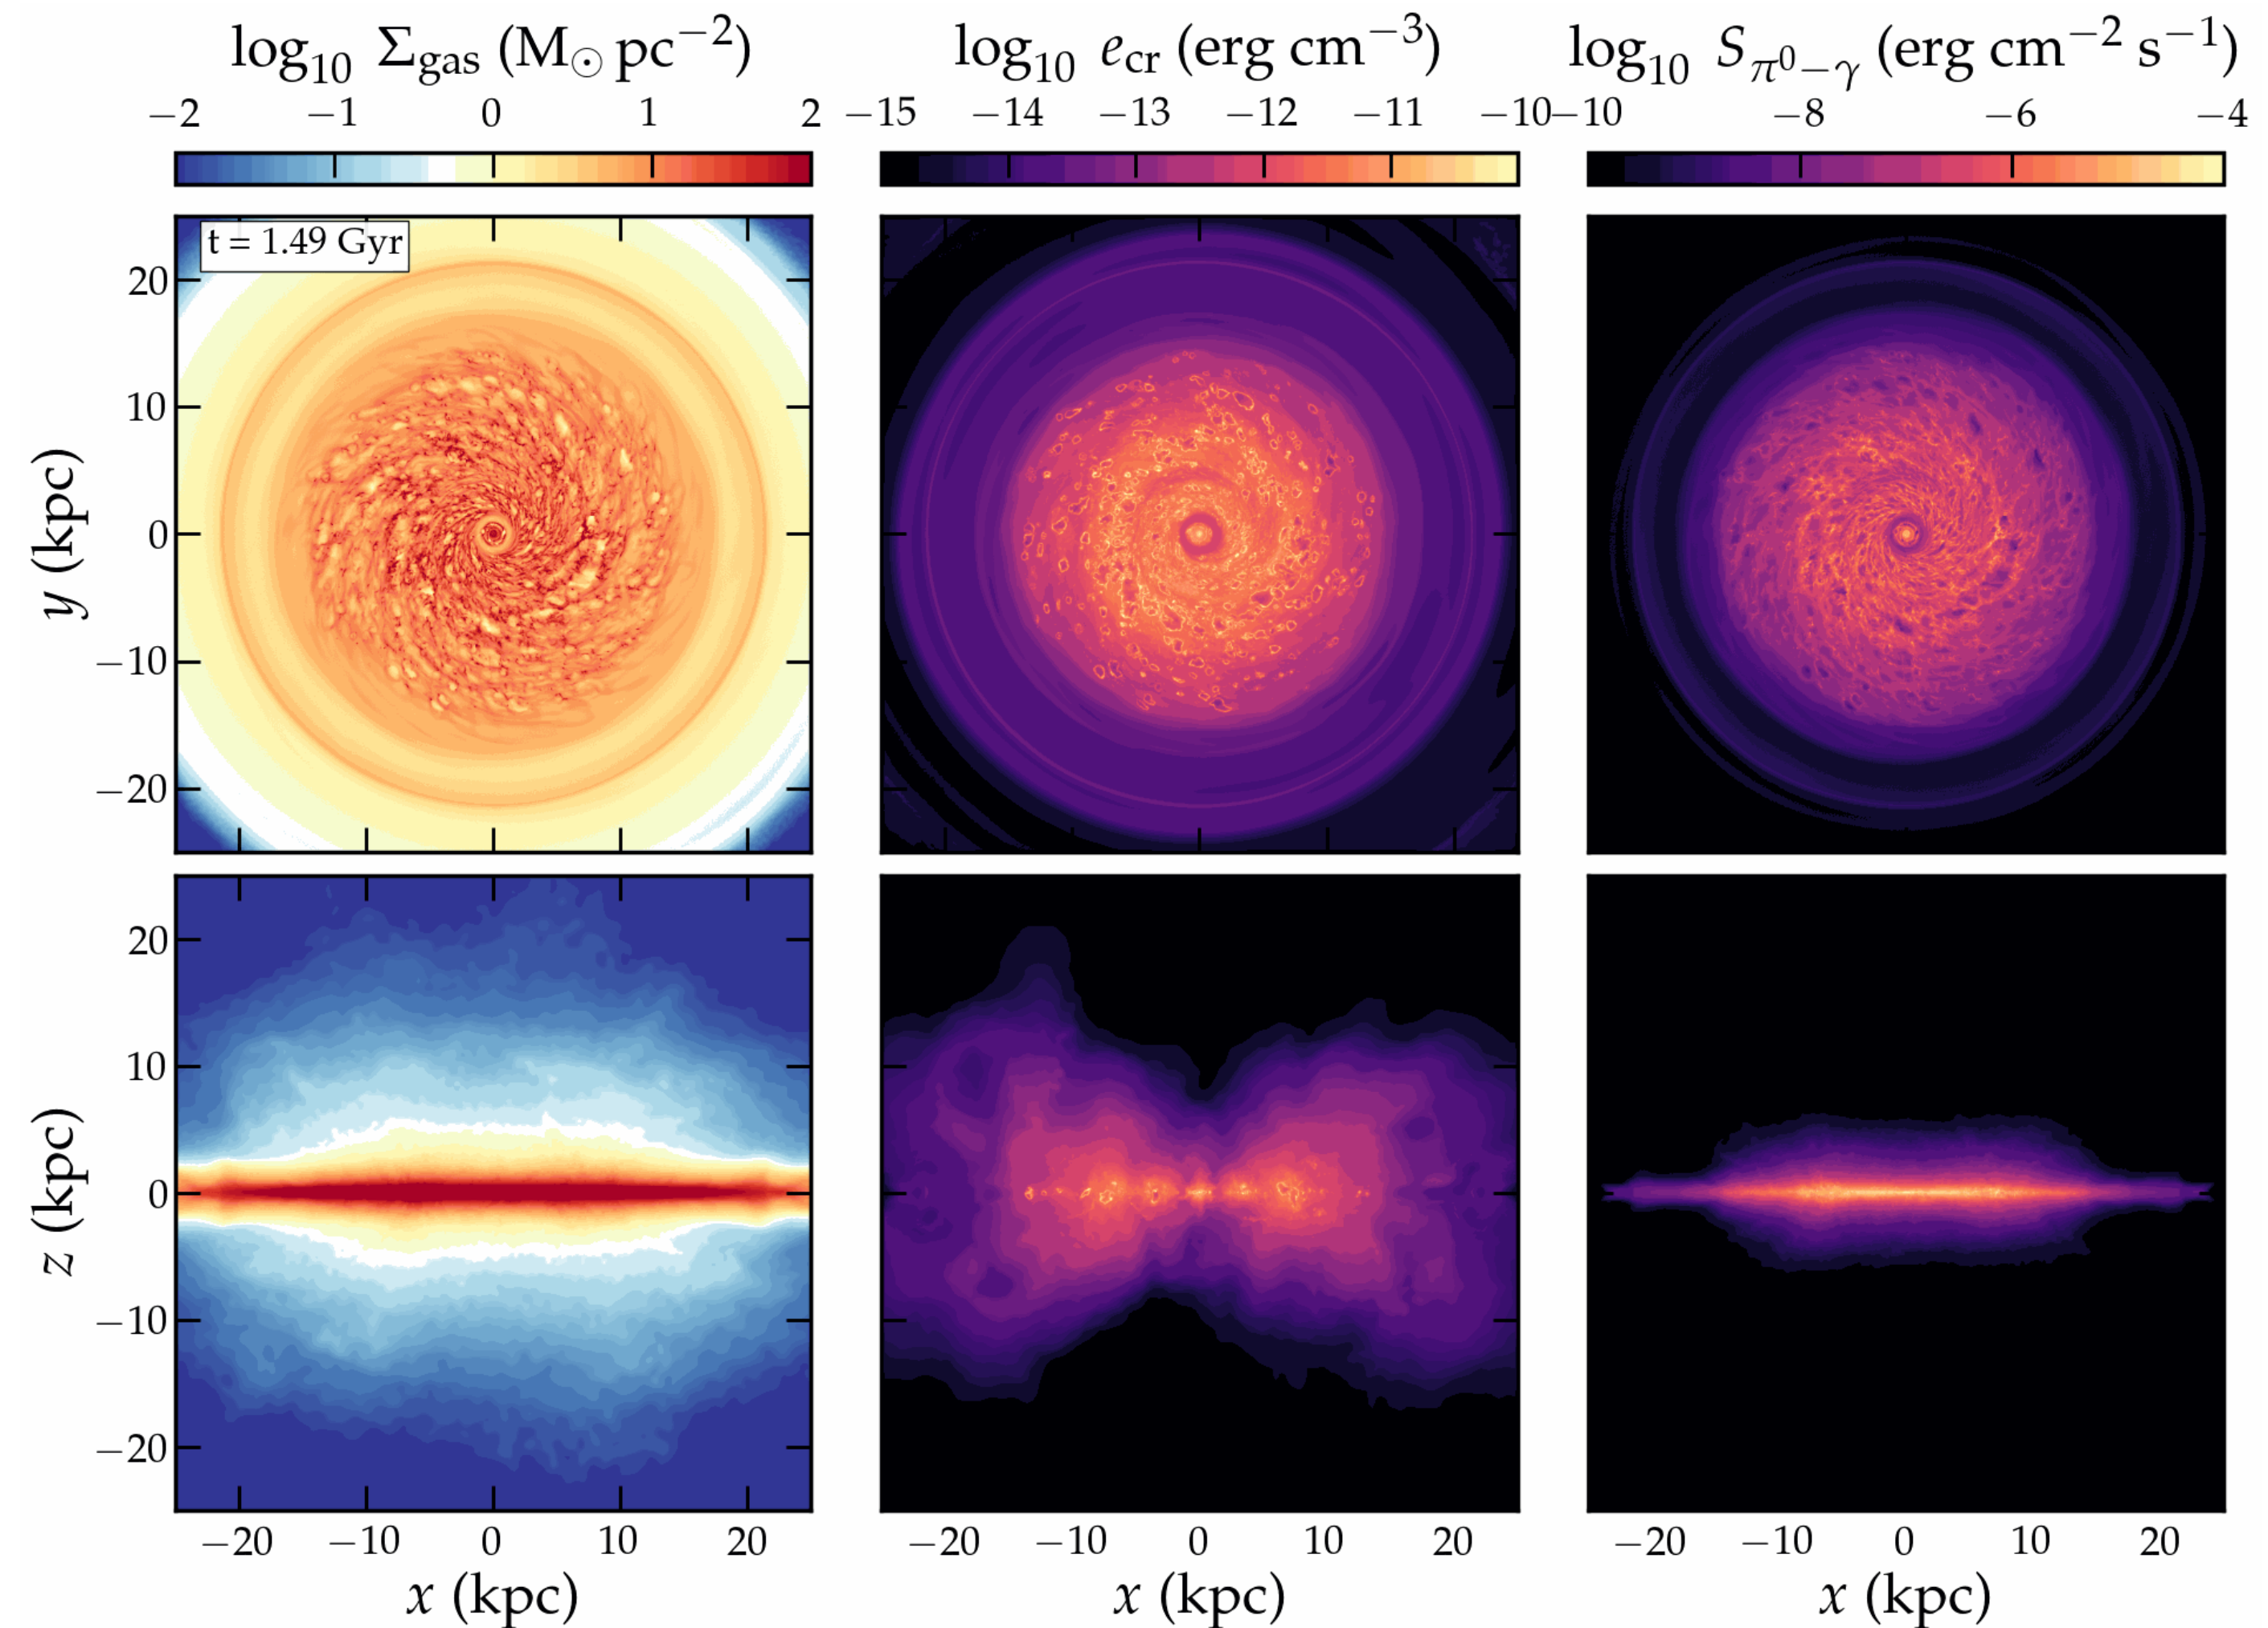 log₁₀ Σgas (M☉ pc⁻²) log₁₀ ecr (erg cm⁻³) log₁₀ Sπ⁰−γ (erg cm⁻² s⁻¹)
−2 −1 0 1 2 −15 −14 −13 −12 −11 −10 −10 −8 −6 −4
t = 1.49 Gyr
20
10
0
−10
−20
y (kpc)
20
10
0
−10
−20
z (kpc)
−20 −10 0 10 20 −20 −10 0 10 20 −20 −10 0 10 20
x (kpc) x (kpc) x (kpc)